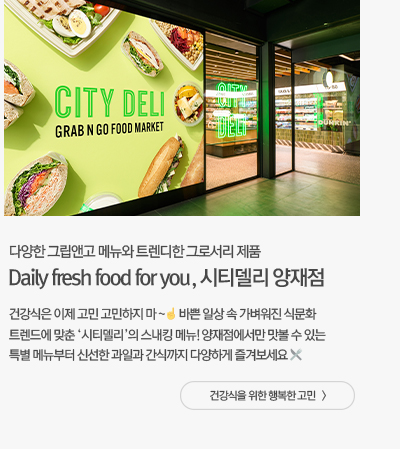 CITY DELI
GRAB N GO FOOD MARKET
CITY
DELI
DUNKIN'
다양한 그립앤고 메뉴와 트렌디한 그로서리 제품
Daily fresh food for you , 시티델리 양재점
건강식은 이제 고민 고민하지 마 ~☝ 바쁜 일상 속 가벼워진 식문화
트렌드에 맞춘 ‘시티델리’의 스내킹 메뉴! 양재점에서만 맛볼 수 있는
특별 메뉴부터 신선한 과일과 간식까지 다양하게 즐겨보세요
건강식을 위한 행복한 고민 〉